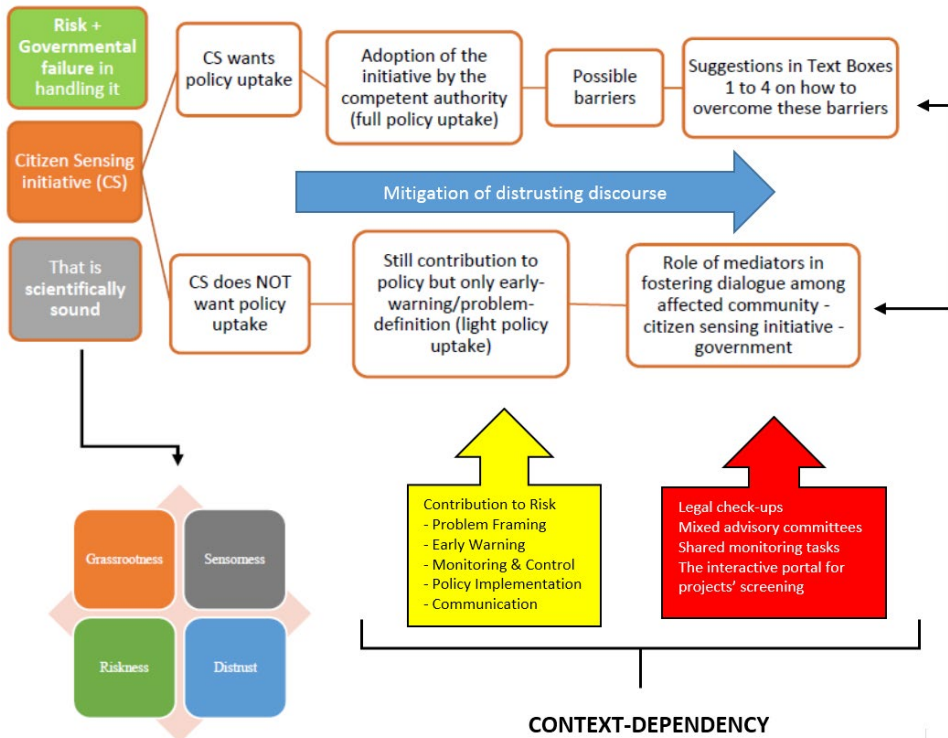 Risk +
Governmental
failure in
handling it
CS wants
policy uptake
Adoption of the
initiative by the
competent authority
(full policy uptake)
Possible
barriers
Suggestions in Text Boxes
1 to 4 on how to
overcome these barriers
Citizen Sensing
initiative (CS)
Mitigation of distrusting discourse
That is
scientifically
sound
CS does NOT
want policy
uptake
Still contribution to
policy but only early-
warning/problem-
definition (light policy
uptake)
Role of mediators in
fostering dialogue among
affected community -
citizen sensing initiative -
government
Grassrootness
Sensorness
Riskness
Distrust
Contribution to Risk
- Problem Framing
- Early Warning
- Monitoring & Control
- Policy Implementation
- Communication
Legal check-ups
Mixed advisory committees
Shared monitoring tasks
The interactive portal for
projects' screening
CONTEXT-DEPENDENCY